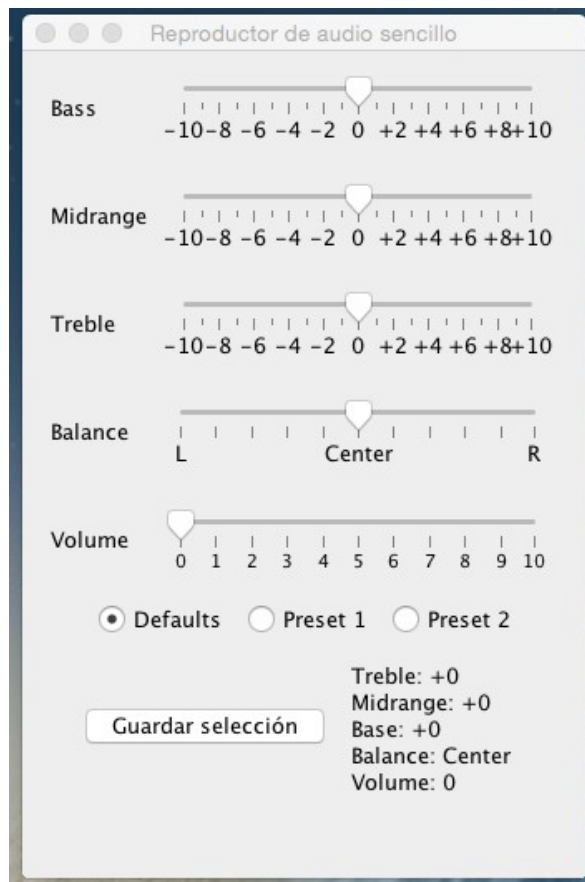 Reproductor de audio sencillo
Bass
-10 -8 -6 -4 -2 0 +2 +4 +6 +8 +10
Midrange
-10 -8 -6 -4 -2 0 +2 +4 +6 +8 +10
Treble
-10 -8 -6 -4 -2 0 +2 +4 +6 +8 +10
Balance
L Center R
Volume
0 1 2 3 4 5 6 7 8 9 10
Defaults Preset 1 Preset 2
Treble: +0
Midrange: +0
Guardar selección Base: +0
Balance: Center
Volume: 0